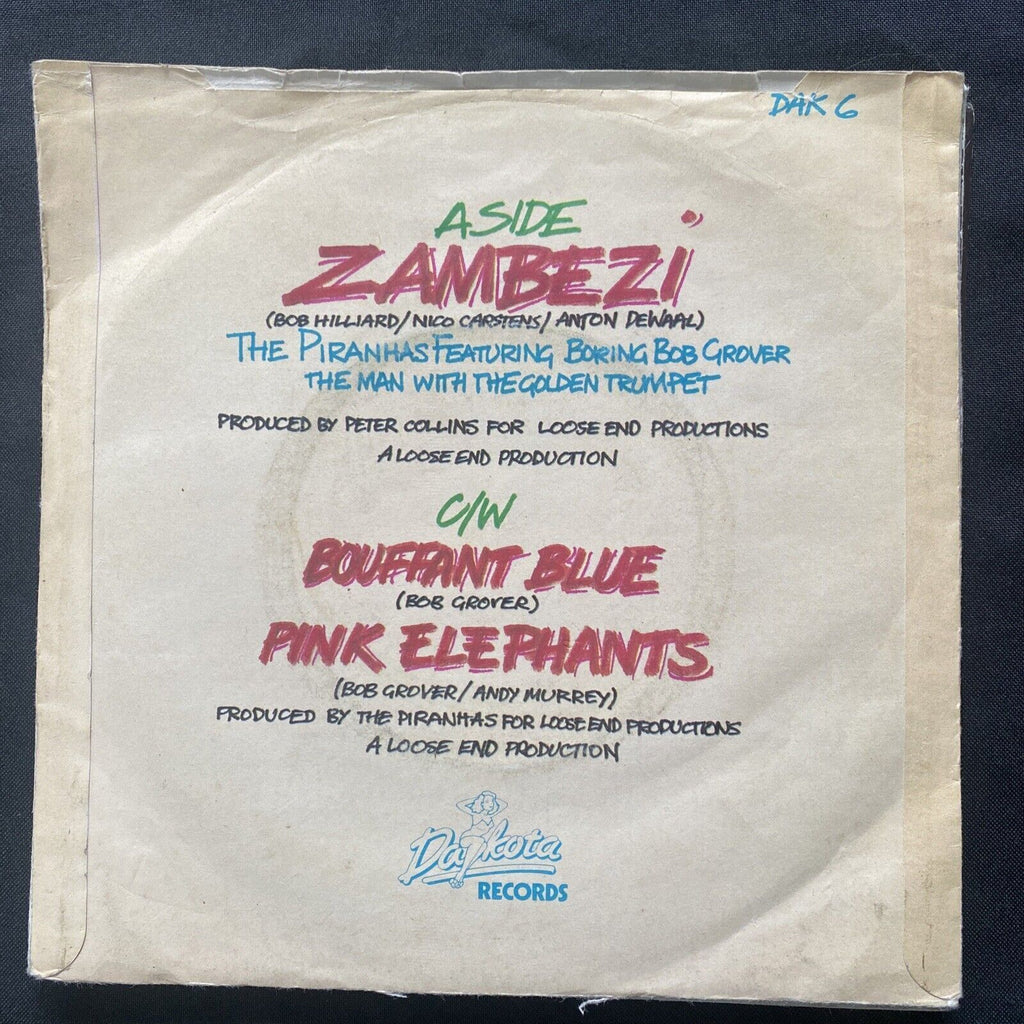 DAK 6
A SIDE
ZAMBEZI
(BOB HILLIARD/NICO CARSTENS/ANTON DEWAAL)
THE PIRANHAS FEATURING BORING BOB GROVER
THE MAN WITH THE GOLDEN TRUMPET
PRODUCED BY PETER COLLINS FOR LOOSE END PRODUCTIONS
A LOOSE END PRODUCTION
C/W
BOUFFANT BLUE
(BOB GROVER)
PINK ELEPHANTS
(BOB GROVER/ANDY MURREY)
PRODUCED BY THE PIRANHAS FOR LOOSE END PRODUCTIONS
A LOOSE END PRODUCTION
Dakota
RECORDS